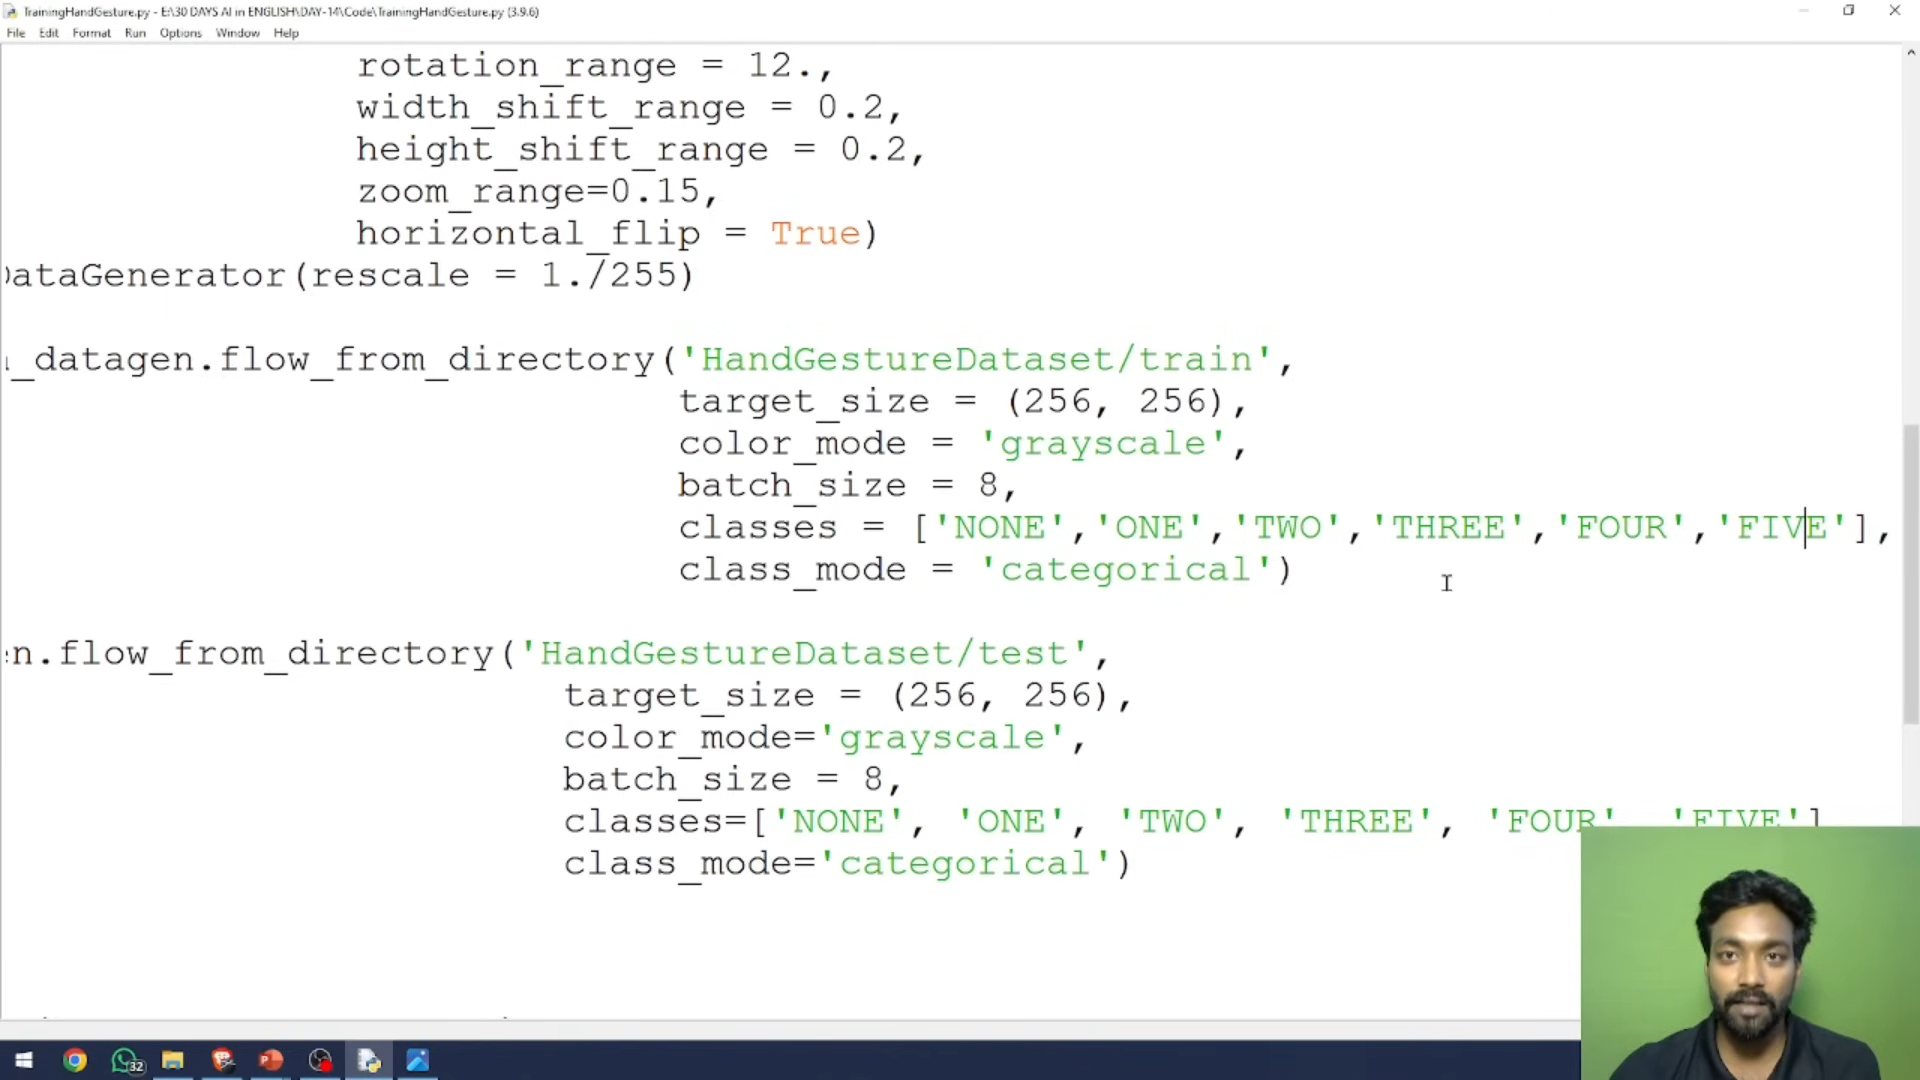 TrainingHandGesture.py - E:\30 DAYS AI in ENGLISH\DAY-14\Code\TrainingHandGesture.py (3.9.6)
File Edit Format Run Options Window Help
rotation_range = 12.,
width_shift_range = 0.2,
height_shift_range = 0.2,
zoom_range=0.15,
horizontal_flip = True)
DataGenerator(rescale = 1./255)
_datagen.flow_from_directory('HandGestureDataset/train',
target_size = (256, 256),
color_mode = 'grayscale',
batch_size = 8,
classes = ['NONE','ONE','TWO','THREE','FOUR','FIVE'],
class_mode = 'categorical')
n.flow_from_directory('HandGestureDataset/test',
target_size = (256, 256),
color_mode='grayscale',
batch_size = 8,
classes=['NONE', 'ONE', 'TWO', 'THREE', 'FOUR', 'FIVE']
class_mode='categorical')
32